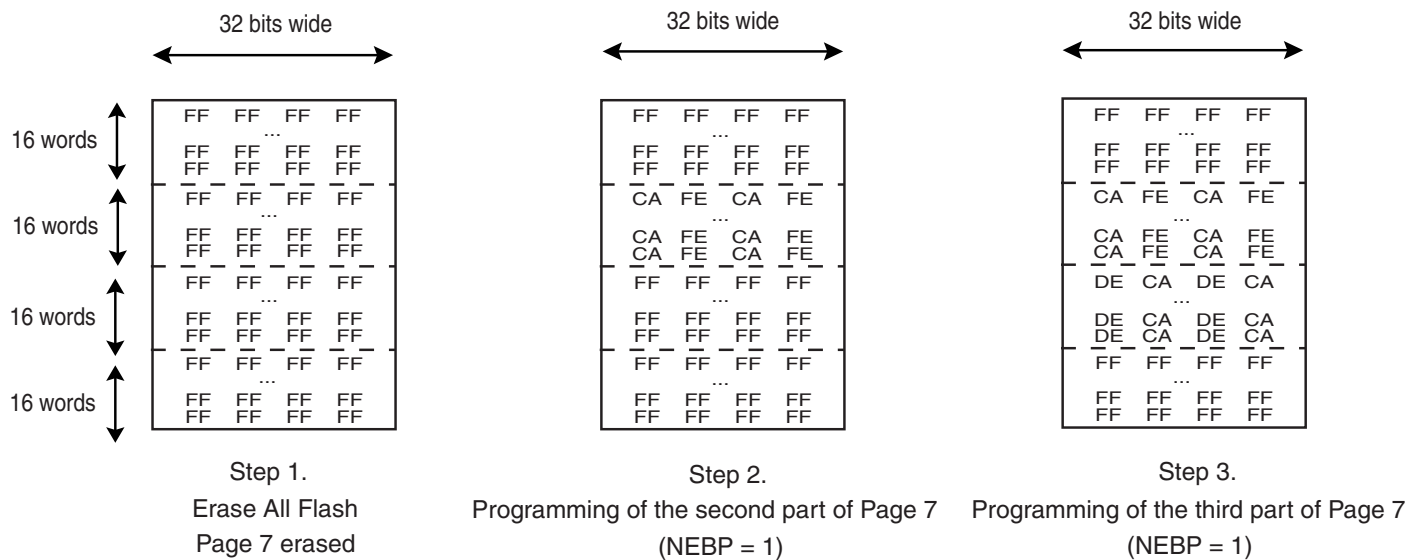 32 bits wide
16 words
16 words
16 words
16 words
FF FF FF FF
...
FF FF FF FF
FF FF FF FF
FF FF FF FF
...
FF FF FF FF
FF FF FF FF
FF FF FF FF
...
FF FF FF FF
FF FF FF FF
FF FF FF FF
...
FF FF FF FF
FF FF FF FF
Step 1.
Erase All Flash
Page 7 erased
32 bits wide
FF FF FF FF
...
FF FF FF FF
FF FF FF FF
CA FE CA FE
...
CA FE CA FE
CA FE CA FE
FF FF FF FF
...
FF FF FF FF
FF FF FF FF
FF FF FF FF
...
FF FF FF FF
FF FF FF FF
Step 2.
Programming of the second part of Page 7
(NEBP = 1)
32 bits wide
FF FF FF FF
...
FF FF FF FF
FF FF FF FF
CA FE CA FE
...
CA FE CA FE
CA FE CA FE
DE CA DE CA
...
DE CA DE CA
DE CA DE CA
FF FF FF FF
...
FF FF FF FF
FF FF FF FF
Step 3.
Programming of the third part of Page 7
(NEBP = 1)